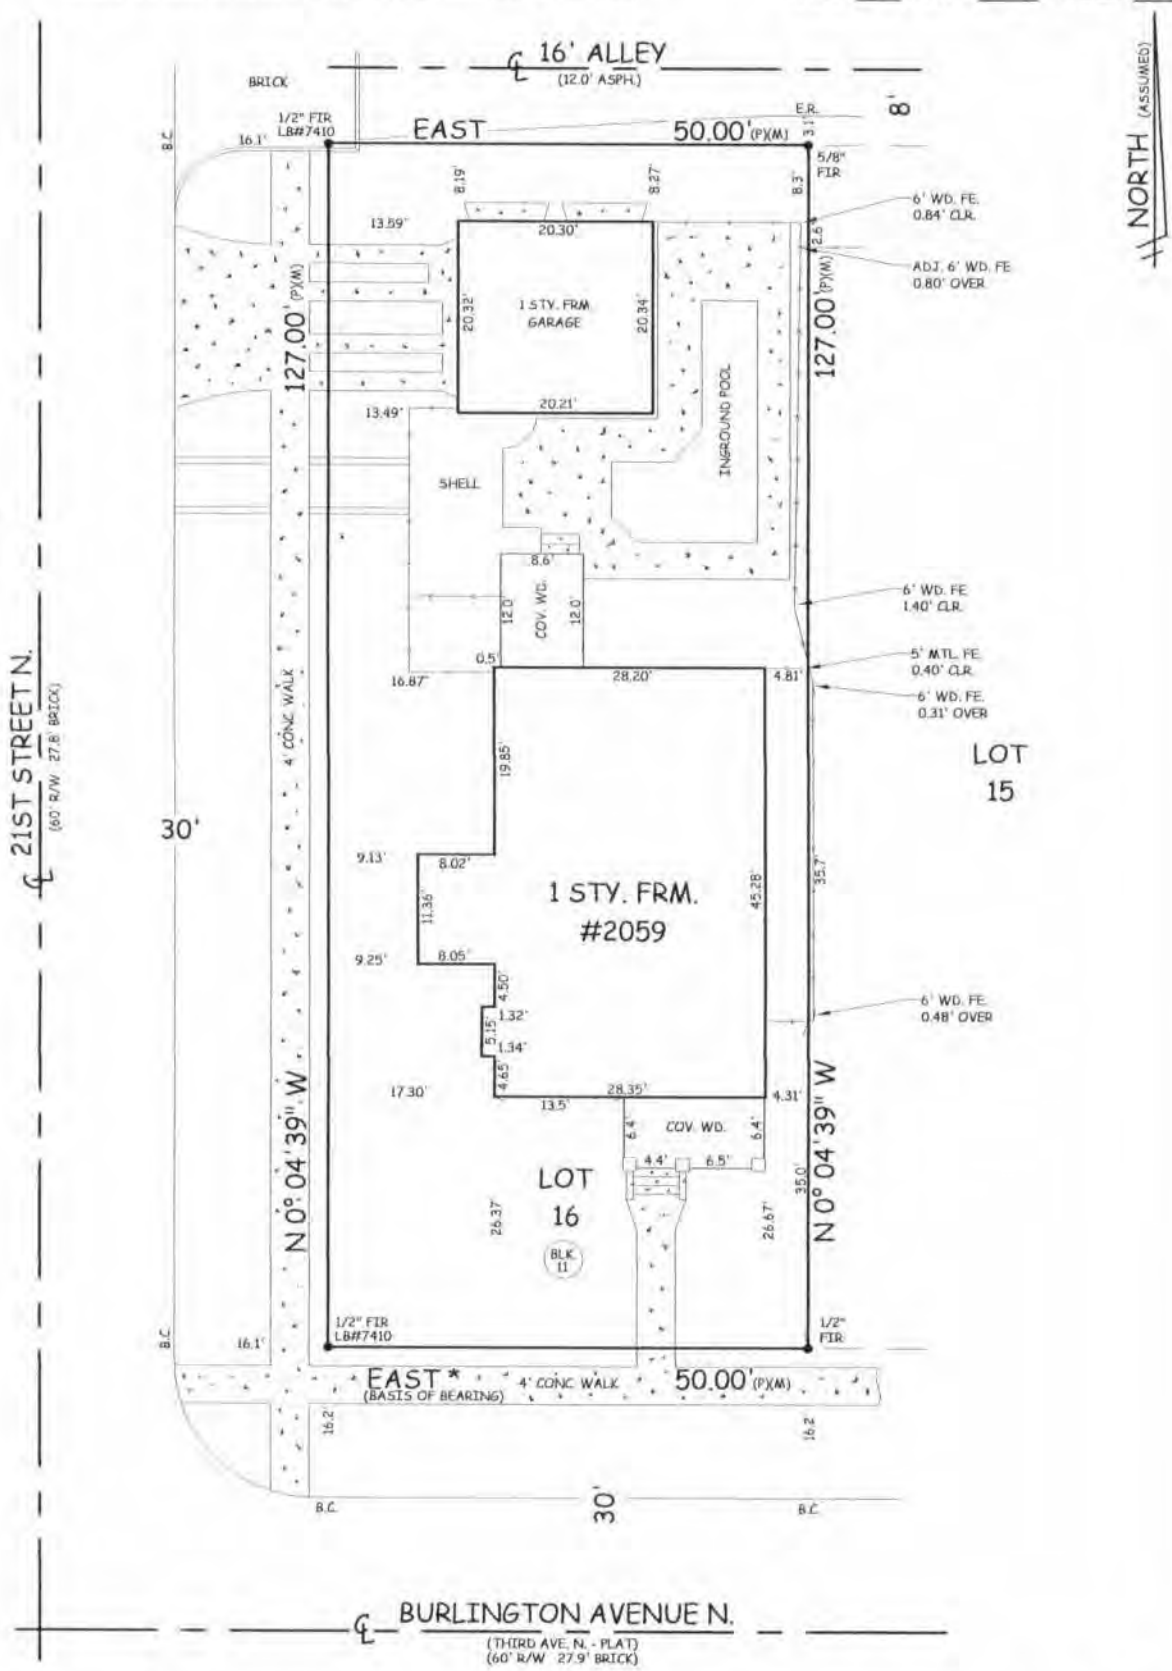 16' ALLEY
(12.0' ASPH.)
BRICK
8'
NORTH (ASSUMED)
1/2" FIR
LB#7410
B.C.
16.1'
EAST
50.00' (P)(M)
E.R.
3.1'
5/8"
FIR
8.19'
8.27'
8.3'
6' WD. FE.
0.84' CLR.
13.59'
20.30'
2.6'
ADJ. 6' WD. FE
0.80' OVER
127.00' (P)(M)
20.32'
1 STY. FRM.
GARAGE
20.34'
127.00' (P)(M)
INGROUND POOL
13.49'
20.21'
SHELL
8.6'
12.0'
COV. WD.
12.0'
6' WD. FE.
1.40' CLR.
0.5'
16.87'
28.20'
4.81'
5' MTL. FE.
0.40' CLR.
6' WD. FE.
0.31' OVER
21ST STREET N.
(60' R/W 27.8' BRICK)
4' CONC WALK
19.85'
LOT
15
30'
9.13'
8.02'
11.36'
1 STY. FRM.
#2059
45.28'
35.7'
9.25'
8.05'
4.50'
1.32'
5.15'
1.34'
4.65'
6' WD. FE.
0.48' OVER
17.30'
28.35'
13.5'
4.31'
N 0° 04' 39" W
6.4'
COV. WD.
6.4'
4.4'
6.5'
N 0° 04' 39" W
35.0'
LOT
16
26.37'
26.67'
BLK.
11
1/2" FIR
LB#7410
1/2"
FIR
B.C.
16.1'
EAST *
(BASIS OF BEARING)
4' CONC WALK
50.00' (P)(M)
16.2'
16.2'
B.C.
30'
B.C.
BURLINGTON AVENUE N.
(THIRD AVE. N. - PLAT)
(60' R/W 27.9' BRICK)